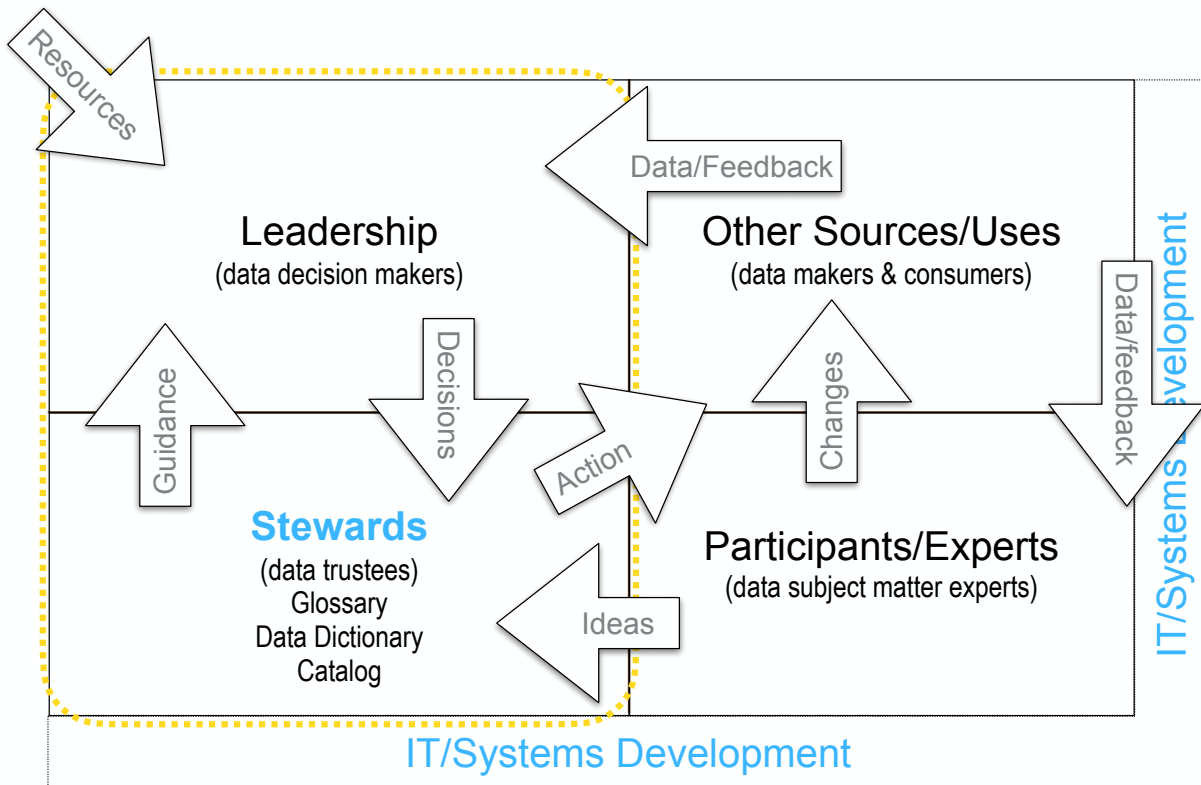 Resources
Data/Feedback
Leadership
(data decision makers)
Other Sources/Uses
(data makers & consumers)
Guidance
Decisions
Action
Changes
Data/feedback
IT/Systems Development
Stewards
(data trustees)
Glossary
Data Dictionary
Catalog
Ideas
Participants/Experts
(data subject matter experts)
IT/Systems Development